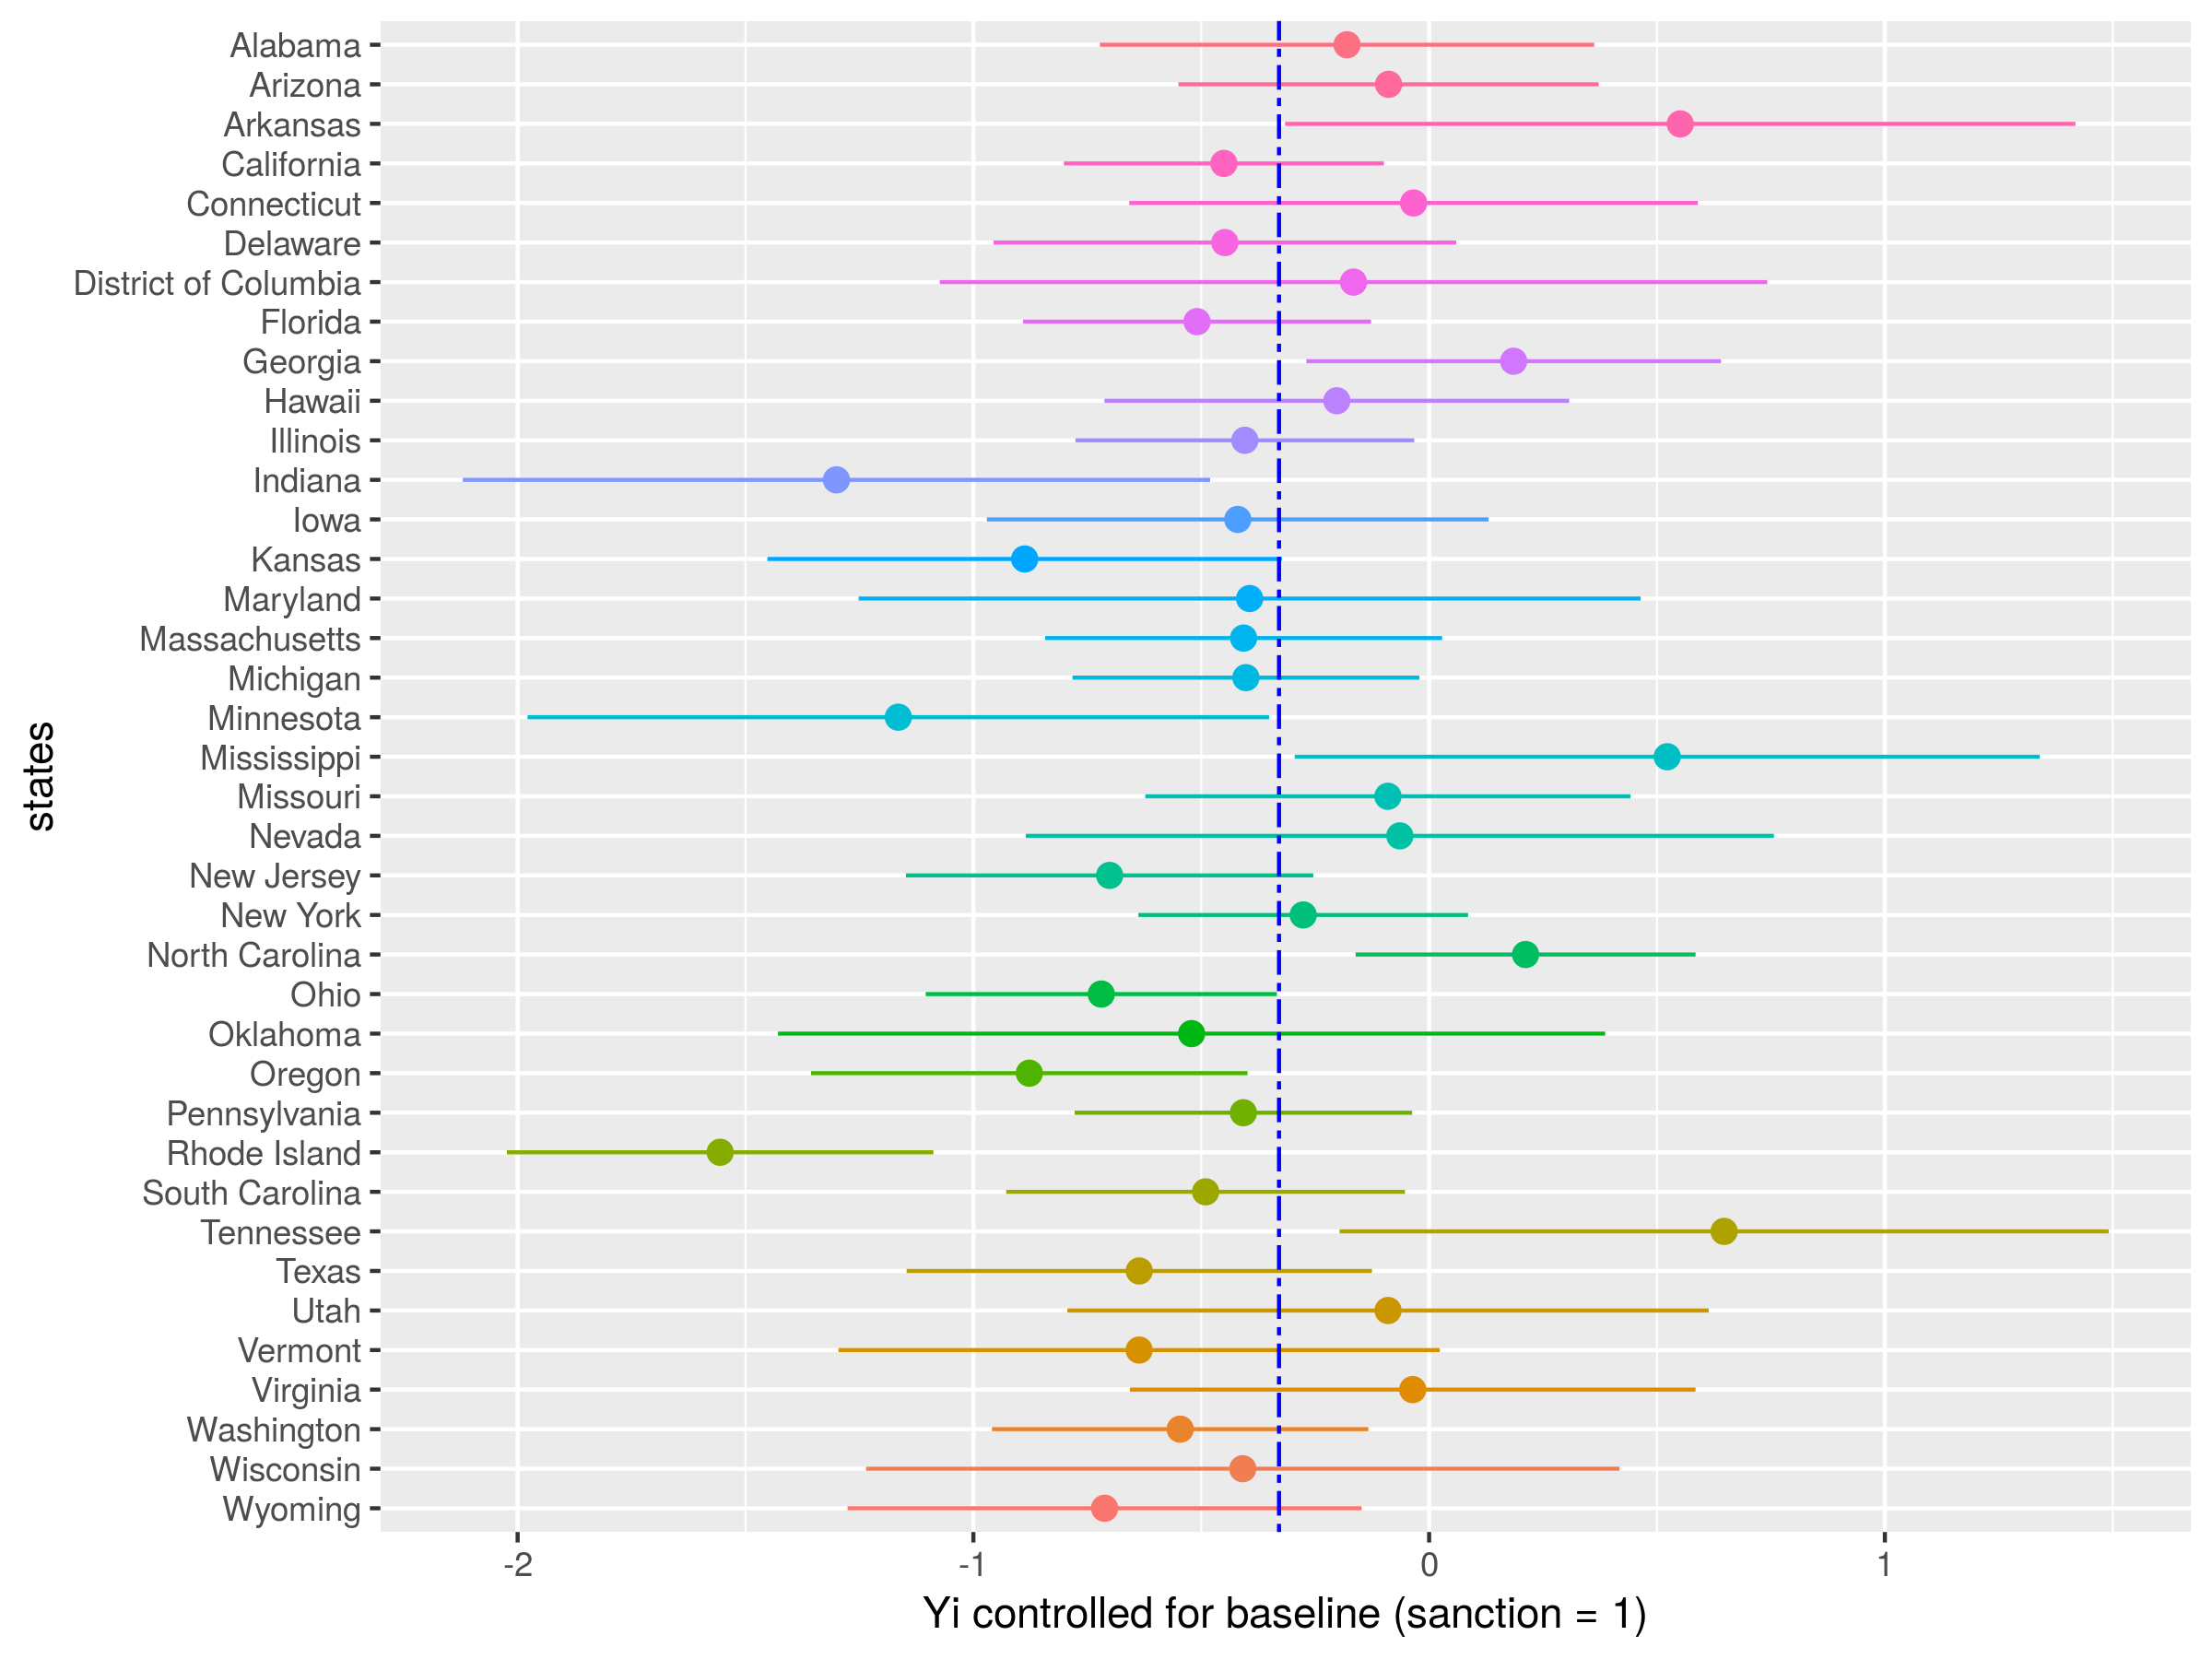 Alabama
Arizona
Arkansas
California
Connecticut
Delaware
District of Columbia
Florida
Georgia
Hawaii
Illinois
Indiana
Iowa
Kansas
Maryland
Massachusetts
Michigan
Minnesota
Mississippi
Missouri
Nevada
New Jersey
New York
North Carolina
Ohio
Oklahoma
Oregon
Pennsylvania
Rhode Island
South Carolina
Tennessee
Texas
Utah
Vermont
Virginia
Washington
Wisconsin
Wyoming
states
-2 -1 0 1
Yi controlled for baseline (sanction = 1)